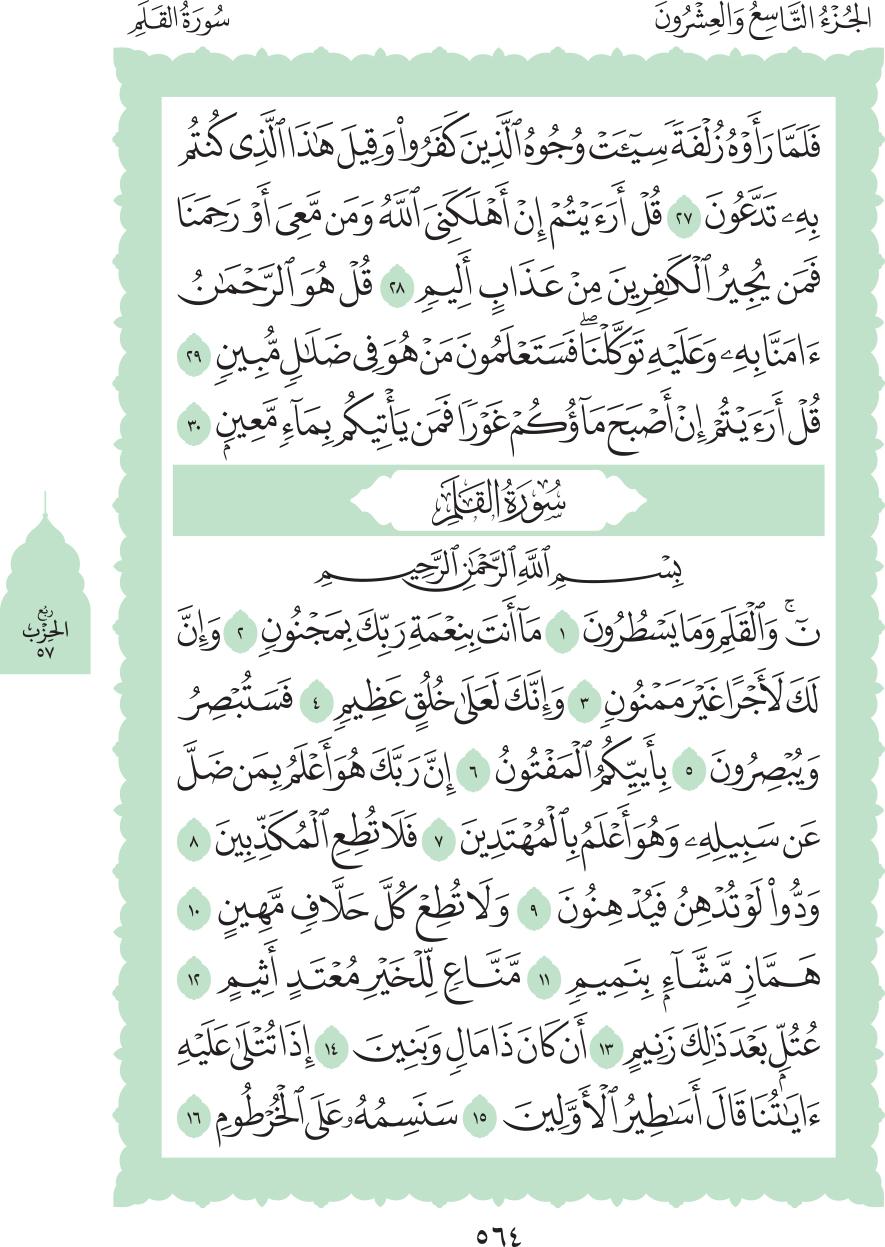 الجُزْءُ التَّاسِعُ وَالعِشْرُونَ
سُورَةُ القَلَمِ
فَلَمَّا رَأَوْهُ زُلْفَةً سِيٓـَٔتْ وُجُوهُ ٱلَّذِينَ كَفَرُوا۟ وَقِيلَ هَـٰذَا ٱلَّذِى كُنتُم
بِهِۦ تَدَّعُونَ ٢٧ قُلْ أَرَءَيْتُمْ إِنْ أَهْلَكَنِىَ ٱللَّهُ وَمَن مَّعِىَ أَوْ رَحِمَنَا
فَمَن يُجِيرُ ٱلْكَـٰفِرِينَ مِنْ عَذَابٍ أَلِيمٍ ٢٨ قُلْ هُوَ ٱلرَّحْمَـٰنُ
ءَامَنَّا بِهِۦ وَعَلَيْهِ تَوَكَّلْنَا ۖ فَسَتَعْلَمُونَ مَنْ هُوَ فِى ضَلَـٰلٍ مُّبِينٍ ٢٩
قُلْ أَرَءَيْتُمْ إِنْ أَصْبَحَ مَآؤُكُمْ غَوْرًا فَمَن يَأْتِيكُم بِمَآءٍ مَّعِينٍ ٣٠
سُورَةُ القَلَمِ
بِسْمِ ٱللَّهِ ٱلرَّحْمَـٰنِ ٱلرَّحِيمِ
نٓ ۚ وَٱلْقَلَمِ وَمَا يَسْطُرُونَ ١ مَآ أَنتَ بِنِعْمَةِ رَبِّكَ بِمَجْنُونٍ ٢ وَإِنَّ
لَكَ لَأَجْرًا غَيْرَ مَمْنُونٍ ٣ وَإِنَّكَ لَعَلَىٰ خُلُقٍ عَظِيمٍ ٤ فَسَتُبْصِرُ
وَيُبْصِرُونَ ٥ بِأَييِّكُمُ ٱلْمَفْتُونُ ٦ إِنَّ رَبَّكَ هُوَ أَعْلَمُ بِمَن ضَلَّ
عَن سَبِيلِهِۦ وَهُوَ أَعْلَمُ بِٱلْمُهْتَدِينَ ٧ فَلَا تُطِعِ ٱلْمُكَذِّبِينَ ٨
وَدُّوا۟ لَوْ تُدْهِنُ فَيُدْهِنُونَ ٩ وَلَا تُطِعْ كُلَّ حَلَّافٍ مَّهِينٍ ١٠
هَمَّازٍ مَّشَّآءٍۭ بِنَمِيمٍ ١١ مَّنَّاعٍ لِّلْخَيْرِ مُعْتَدٍ أَثِيمٍ ١٢
عُتُلٍّۭ بَعْدَ ذَٰلِكَ زَنِيمٍ ١٣ أَن كَانَ ذَا مَالٍ وَبَنِينَ ١٤ إِذَا تُتْلَىٰ عَلَيْهِ
ءَايَـٰتُنَا قَالَ أَسَـٰطِيرُ ٱلْأَوَّلِينَ ١٥ سَنَسِمُهُۥ عَلَى ٱلْخُرْطُومِ ١٦
رُبْع
الحِزْب
٥٧
٥٦٤